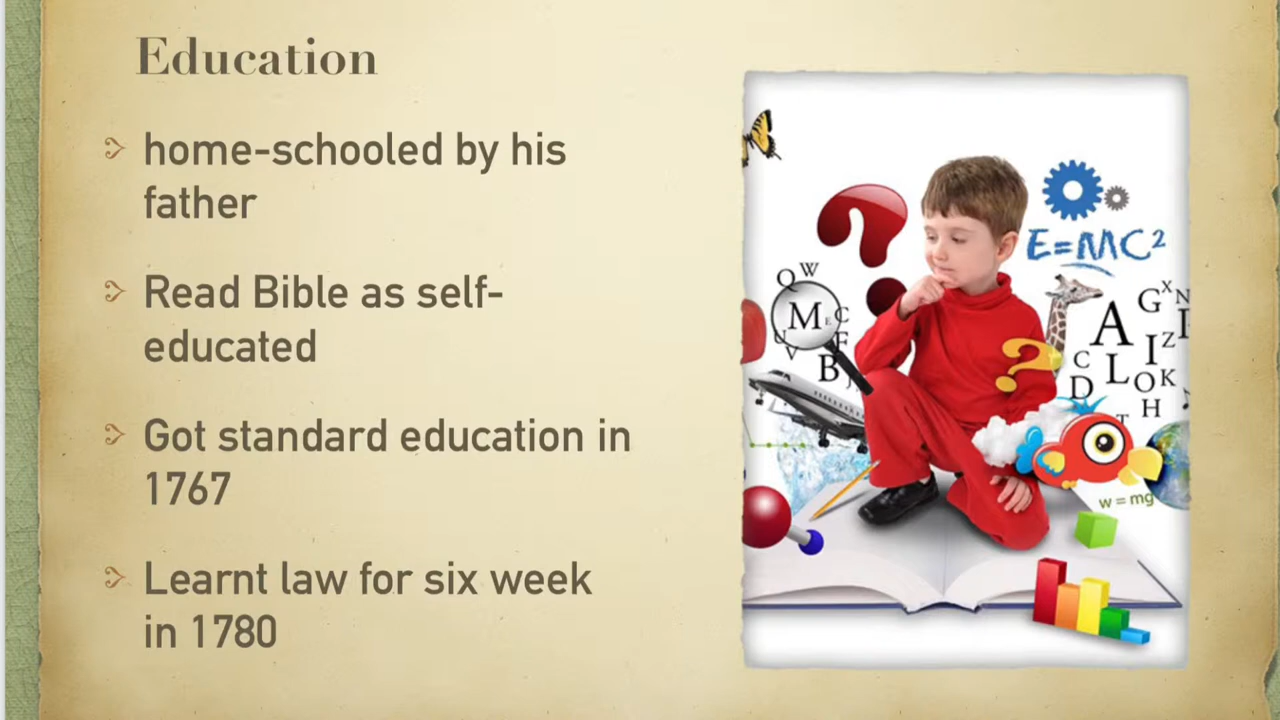 Education
home-schooled by his
father
Read Bible as self-
educated
Got standard education in
1767
Learnt law for six week
in 1780
E=MC²
Q W
M E C
U F
V B J
G X N
A I Z
C L O K
D H
T
w = mg